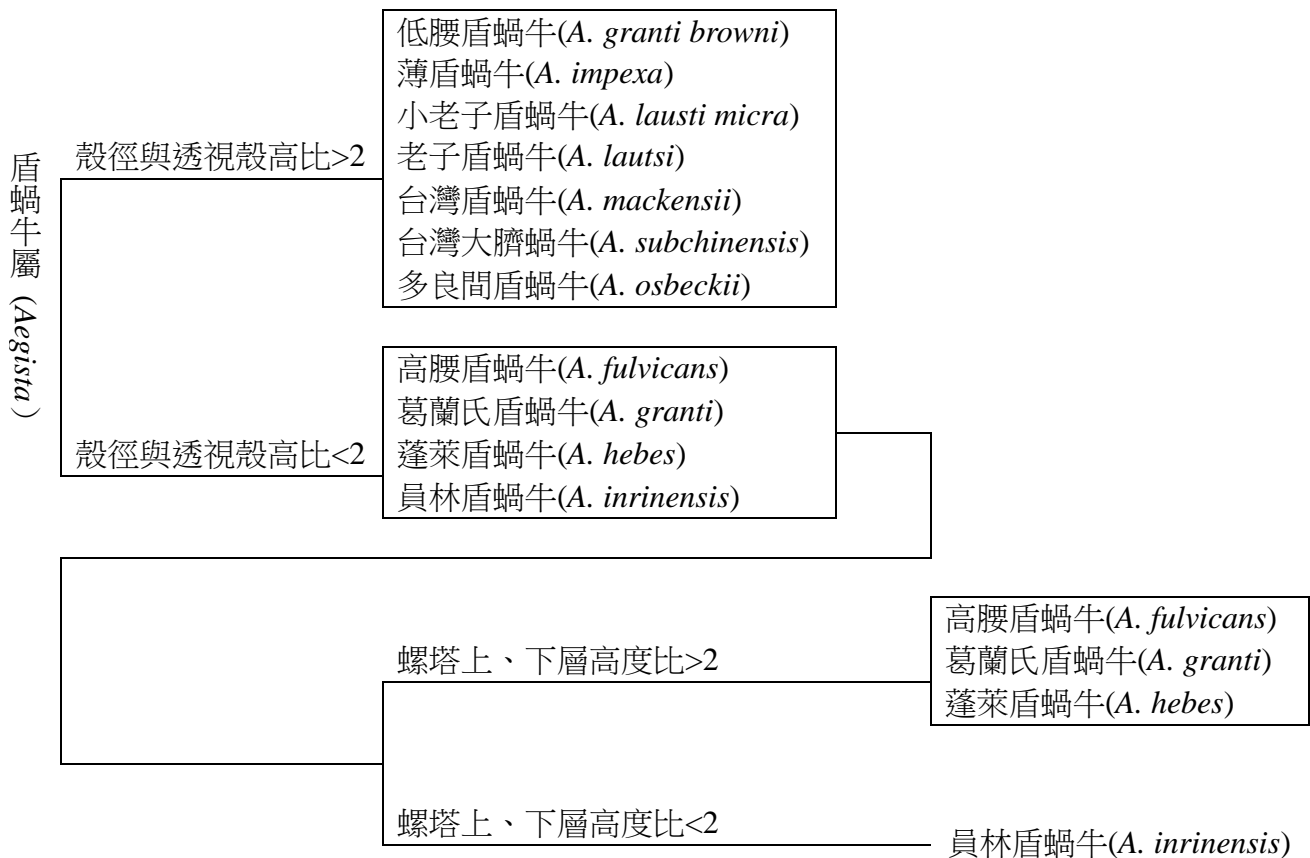 低腰盾蝸牛(A. granti browni)
薄盾蝸牛(A. impexa)
小老子盾蝸牛(A. lausti micra)
老子盾蝸牛(A. lautsi)
台灣盾蝸牛(A. mackensii)
台灣大臍蝸牛(A. subchinensis)
多良間盾蝸牛(A. osbeckii)
殼徑與透視殼高比>2
盾蝸牛屬 (Aegista）
高腰盾蝸牛(A. fulvicans)
葛蘭氏盾蝸牛(A. granti)
蓬萊盾蝸牛(A. hebes)
員林盾蝸牛(A. inrinensis)
殼徑與透視殼高比<2
螺塔上、下層高度比>2
高腰盾蝸牛(A. fulvicans)
葛蘭氏盾蝸牛(A. granti)
蓬萊盾蝸牛(A. hebes)
螺塔上、下層高度比<2
員林盾蝸牛(A. inrinensis)